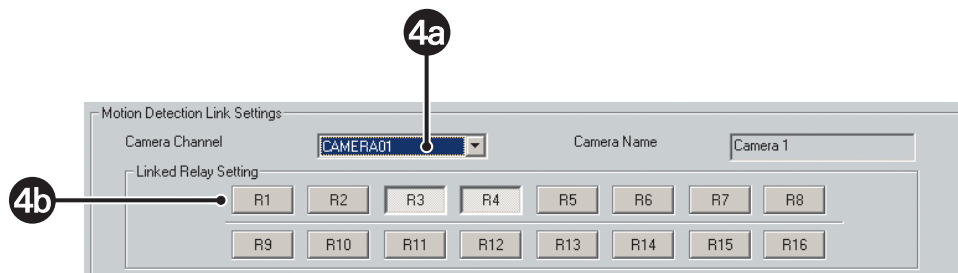 4a
Motion Detection Link Settings
Camera Channel CAMERA01 Camera Name Camera 1
Linked Relay Setting
4b R1 R2 R3 R4 R5 R6 R7 R8
R9 R10 R11 R12 R13 R14 R15 R16